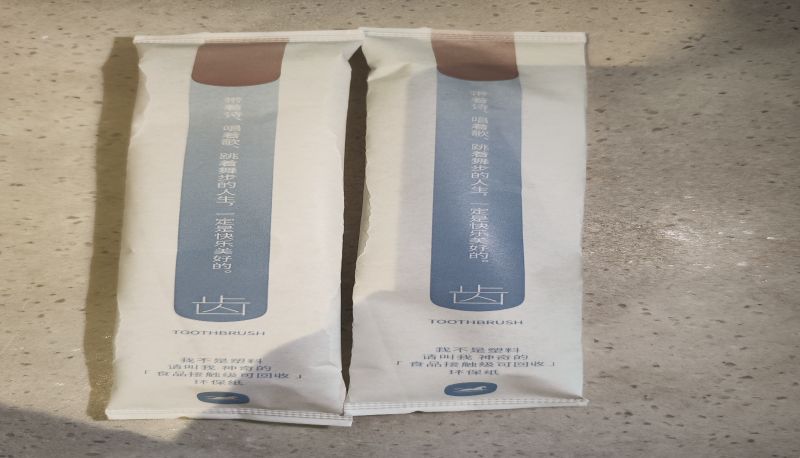 带着诗、唱着歌、跳着舞步的人生，一定是快乐美好的。
齿
TOOTHBRUSH
我不是塑料
请叫我 神奇的
「食品接触级可回收」
环保纸
带着诗、唱着歌、跳着舞步的人生，一定是快乐美好的。
齿
TOOTHBRUSH
我不是塑料
请叫我 神奇的
「食品接触级可回收」
环保纸